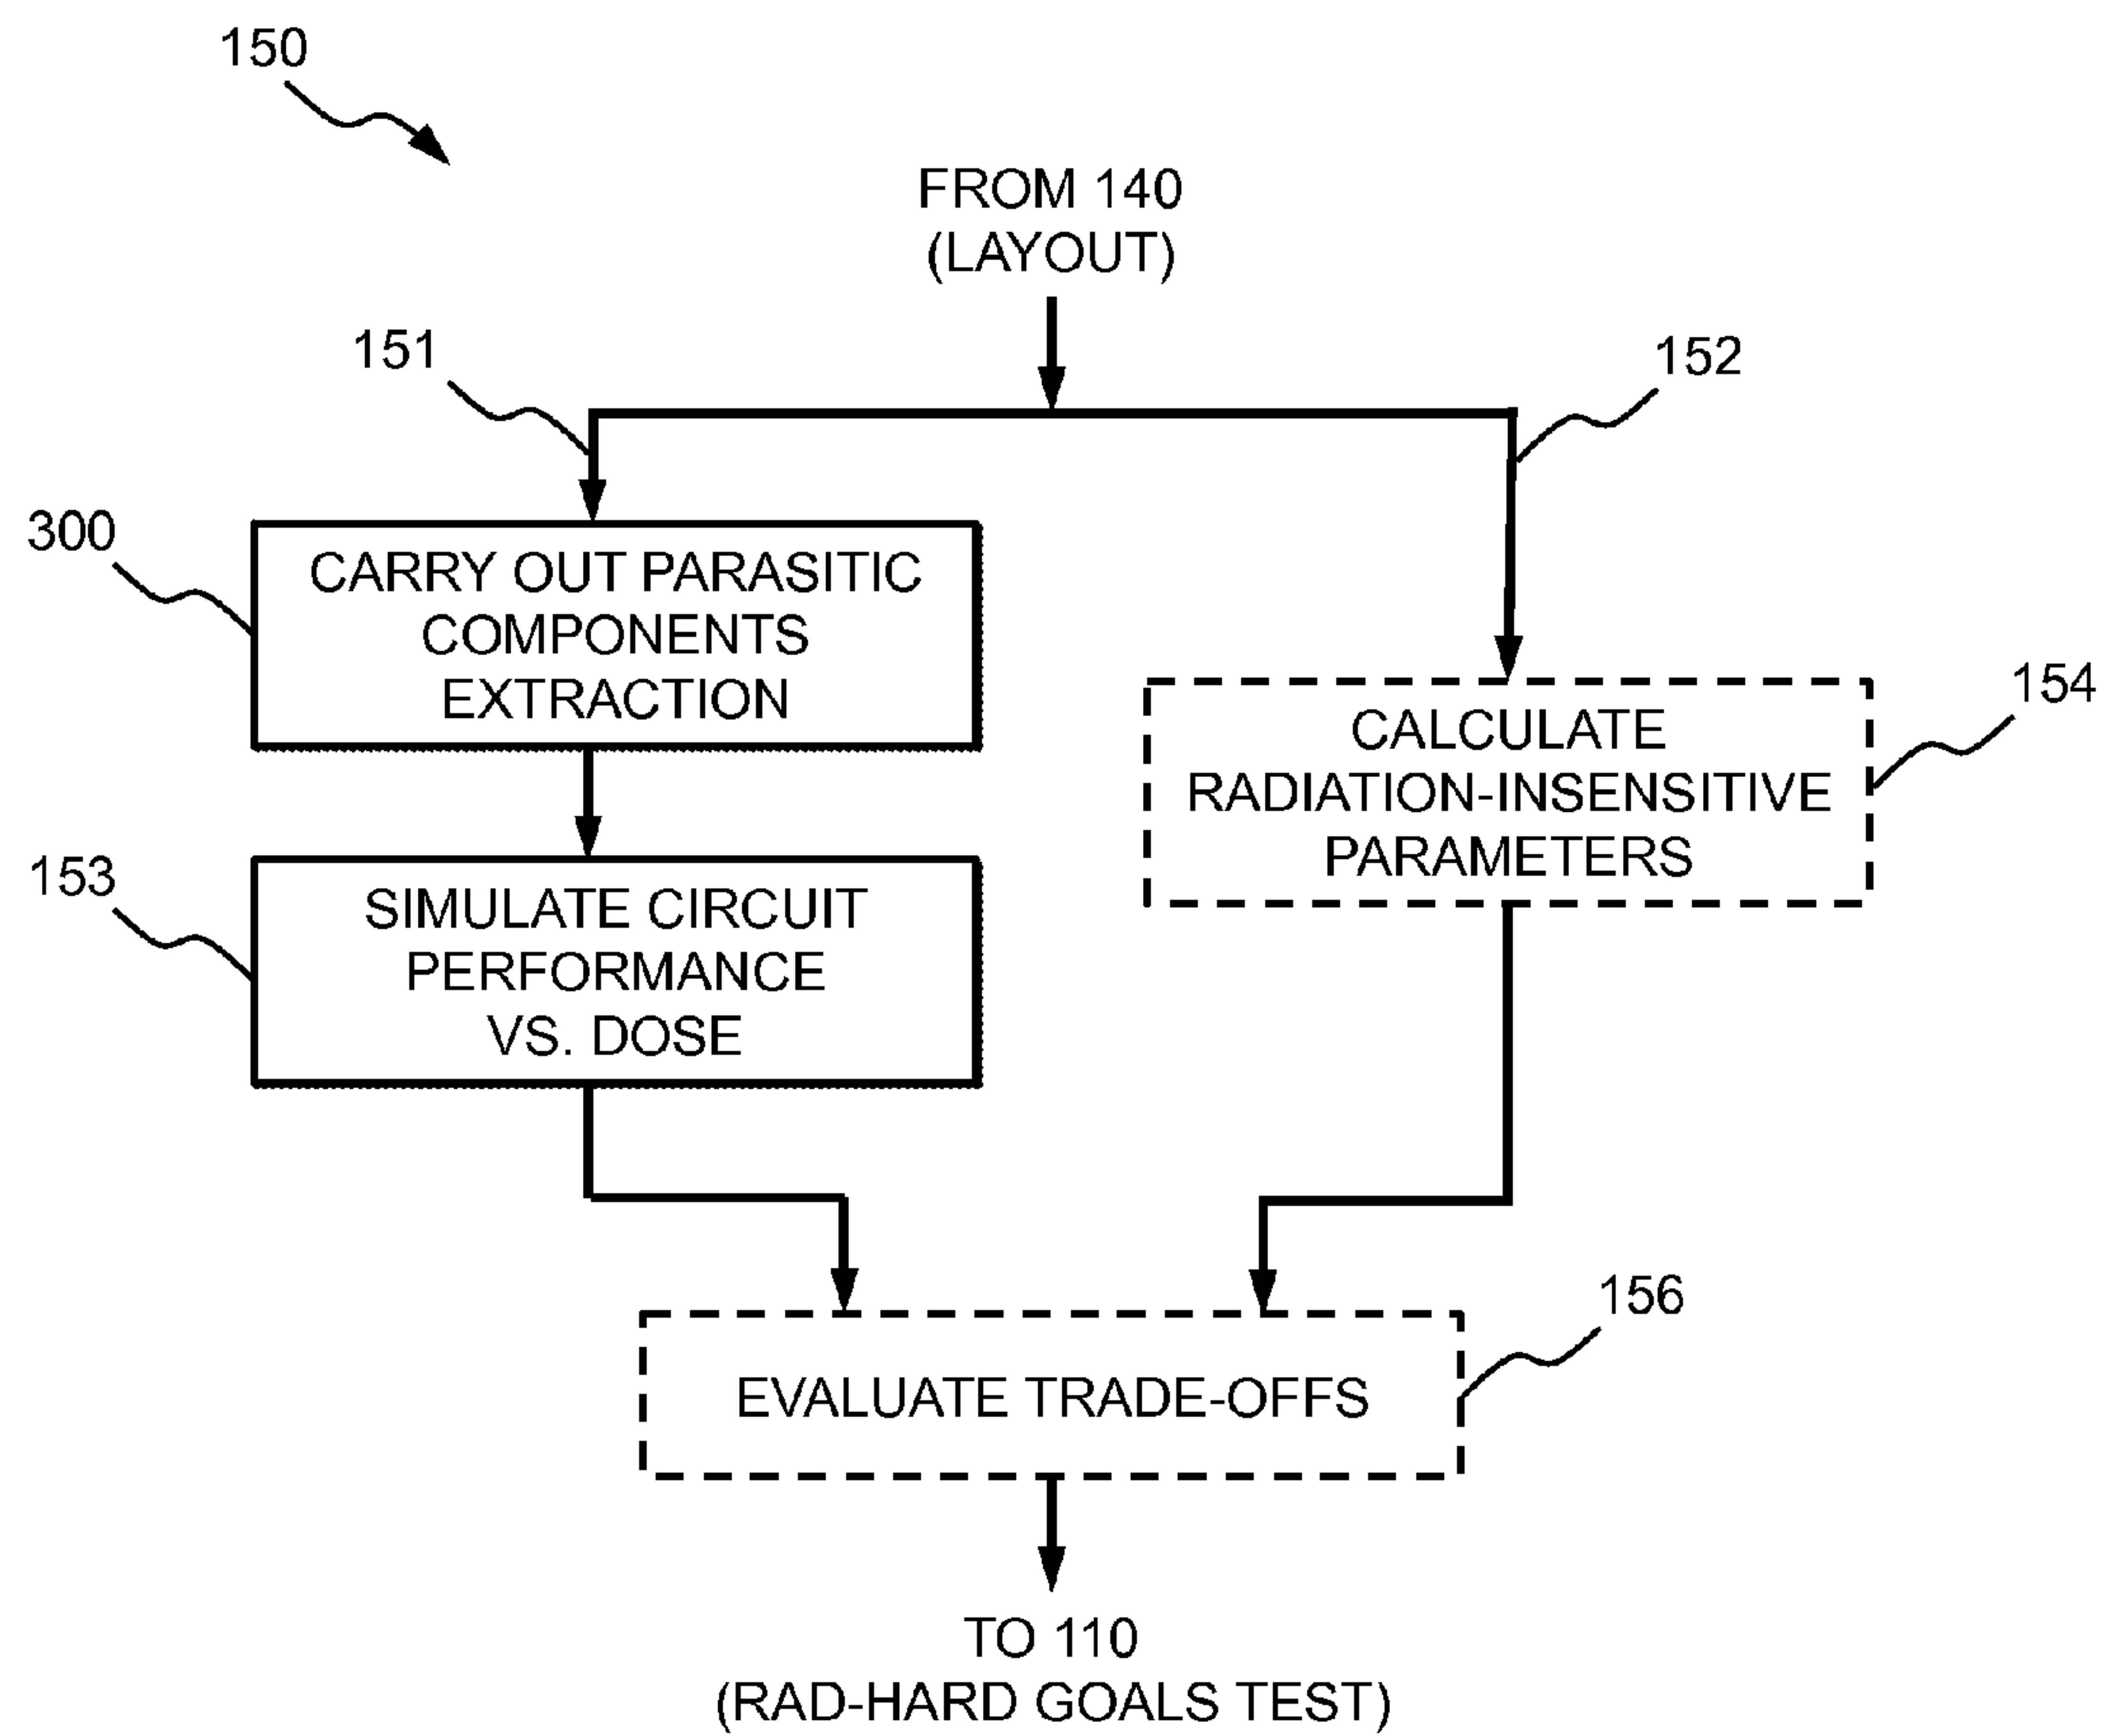 150
FROM 140
(LAYOUT)
151
152
300
CARRY OUT PARASITIC
COMPONENTS
EXTRACTION
154
CALCULATE
RADIATION-INSENSITIVE
PARAMETERS
153
SIMULATE CIRCUIT
PERFORMANCE
VS. DOSE
156
EVALUATE TRADE-OFFS
TO 110
(RAD-HARD GOALS TEST)